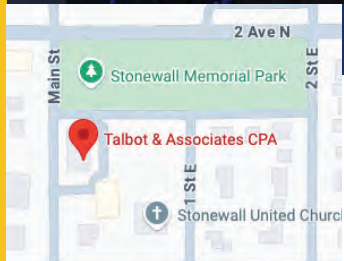 2 Ave N
Main St
Stonewall Memorial Park
2 St E
Talbot & Associates CPA
1 St E
Stonewall United Church